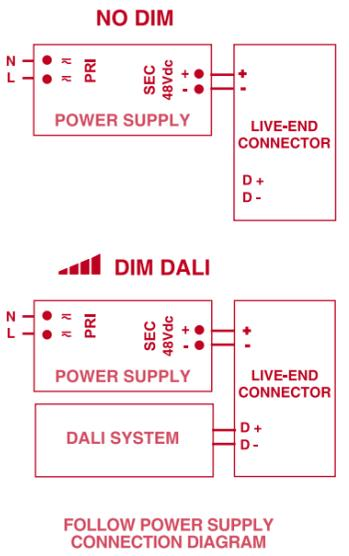 NO DIM
N
L
≈ PRI
≈
SEC
48Vdc
+
-
+
-
POWER SUPPLY
LIVE-END
CONNECTOR
D +
D -
DIM DALI
N
L
≈ PRI
≈
SEC
48Vdc
+
-
+
-
POWER SUPPLY
LIVE-END
CONNECTOR
DALI SYSTEM
D +
D -
FOLLOW POWER SUPPLY
CONNECTION DIAGRAM